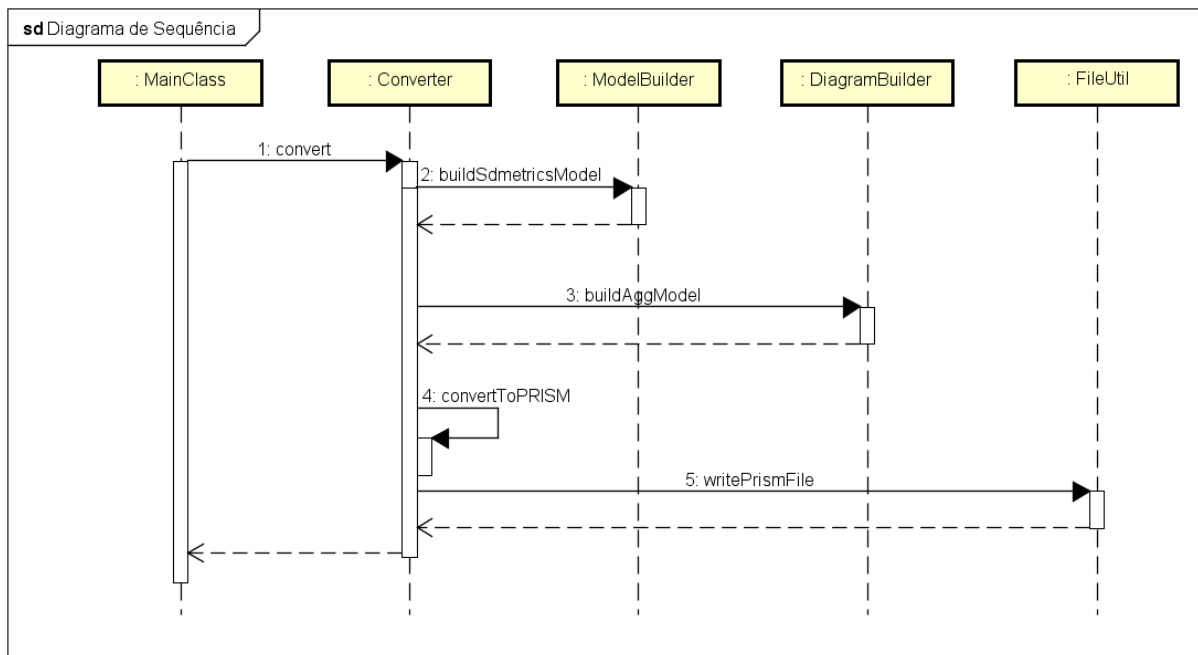 sd Diagrama de Sequência
: MainClass
: Converter
: ModelBuilder
: DiagramBuilder
: FileUtil
1: convert
2: buildSdmetricsModel
3: buildAggModel
4: convertToPRISM
5: writePrismFile